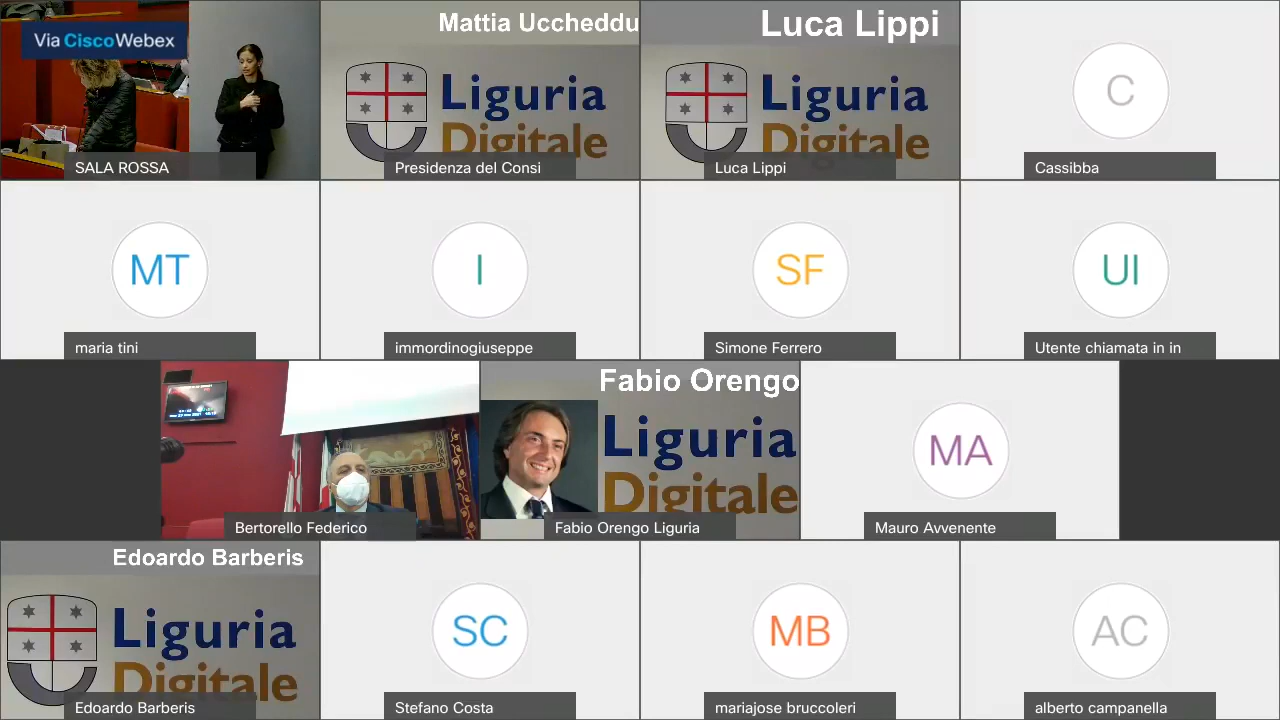 Via Cisco Webex
SALA ROSSA
Mattia Uccheddu
Liguria
Digitale
Presidenza del Consi
Luca Lippi
Liguria
Digitale
Luca Lippi
C
Cassibba
MT
maria tini
I
immordinogiuseppe
SF
Simone Ferrero
UI
Utente chiamata in in
Bertorello Federico
Fabio Orengo
Liguria
Digitale
Fabio Orengo Liguria
MA
Mauro Avvenente
Edoardo Barberis
Liguria
Digitale
Edoardo Barberis
SC
Stefano Costa
MB
mariajose bruccoleri
AC
alberto campanella